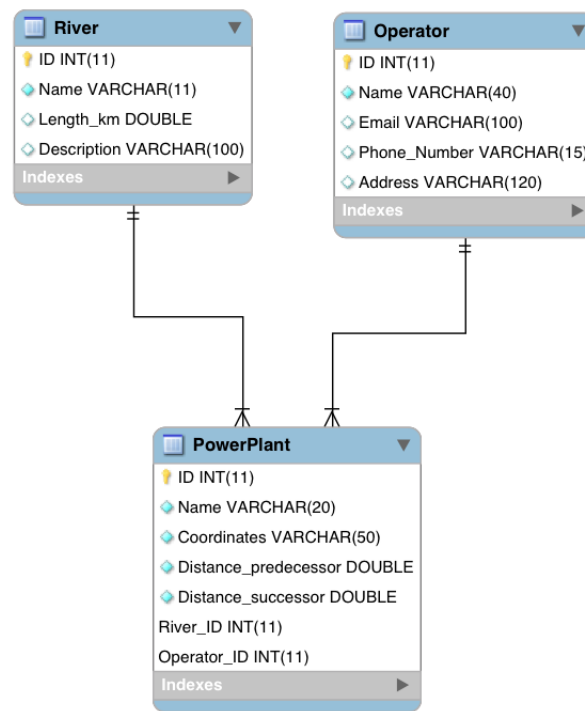 River
ID INT(11)
Name VARCHAR(11)
Length_km DOUBLE
Description VARCHAR(100)
Indexes
Operator
ID INT(11)
Name VARCHAR(40)
Email VARCHAR(100)
Phone_Number VARCHAR(15)
Address VARCHAR(120)
Indexes
PowerPlant
ID INT(11)
Name VARCHAR(20)
Coordinates VARCHAR(50)
Distance_predecessor DOUBLE
Distance_successor DOUBLE
River_ID INT(11)
Operator_ID INT(11)
Indexes